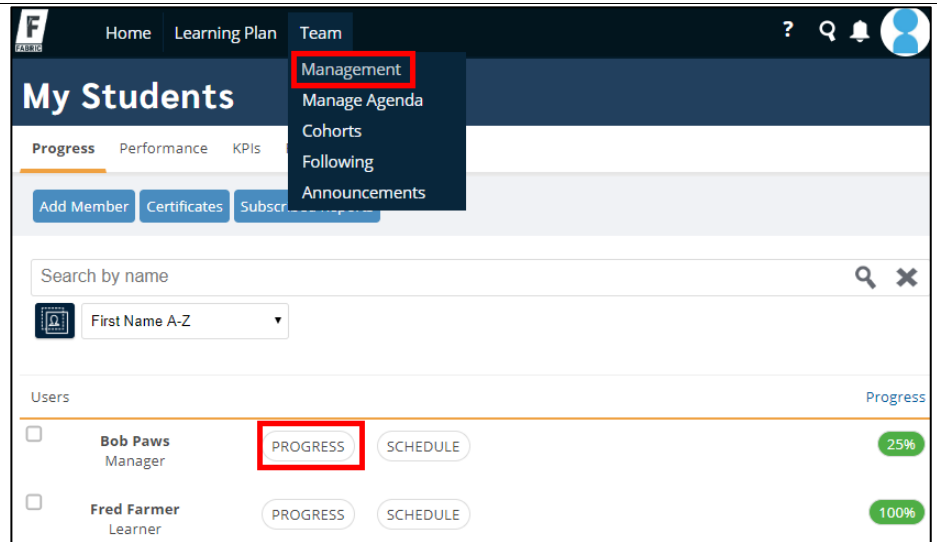 F
FABRIC
Home Learning Plan Team
?
Management
My Students
Manage Agenda
Cohorts
Following
Announcements
Progress Performance KPIs
Add Member Certificates
Search by name
First Name A-Z
Users Progress
Bob Paws PROGRESS SCHEDULE 25%
Manager
Fred Farmer PROGRESS SCHEDULE 100%
Learner